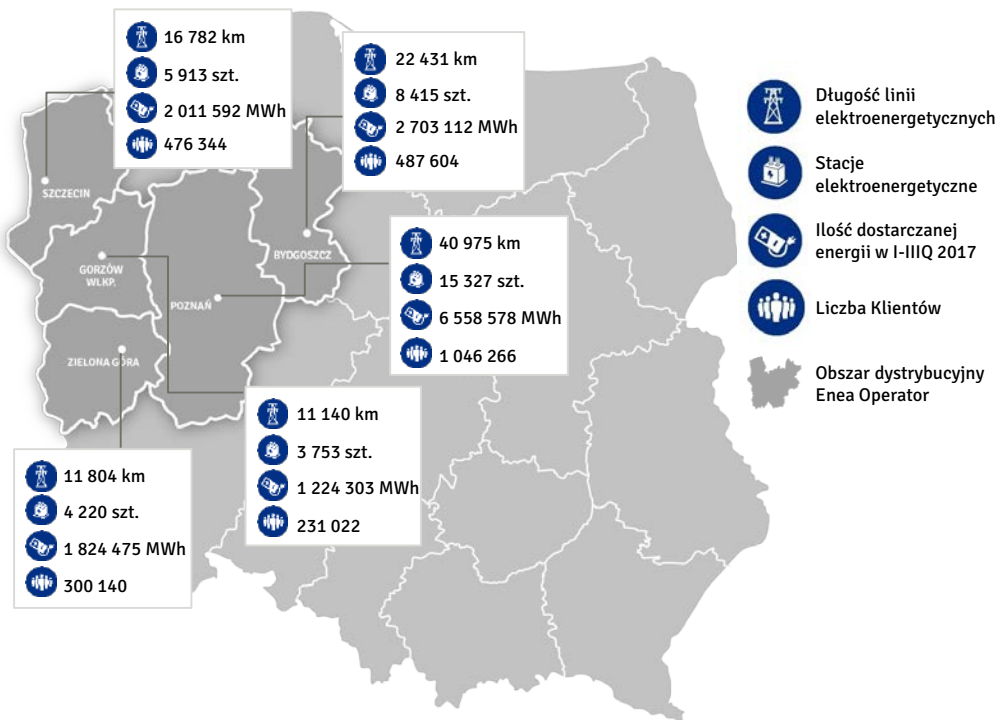 16 782 km
5 913 szt.
2 011 592 MWh
476 344
22 431 km
8 415 szt.
2 703 112 MWh
487 604
Długość linii
elektroenergetycznych
Stacje
elektroenergetyczne
Ilość dostarczanej
energii w I-IIIQ 2017
Liczba Klientów
Obszar dystrybucyjny
Enea Operator
SZCZECIN
GORZÓW
WLKP.
BYDGOSZCZ
POZNAŃ
ZIELONA GÓRA
40 975 km
15 327 szt.
6 558 578 MWh
1 046 266
11 140 km
3 753 szt.
1 224 303 MWh
231 022
11 804 km
4 220 szt.
1 824 475 MWh
300 140